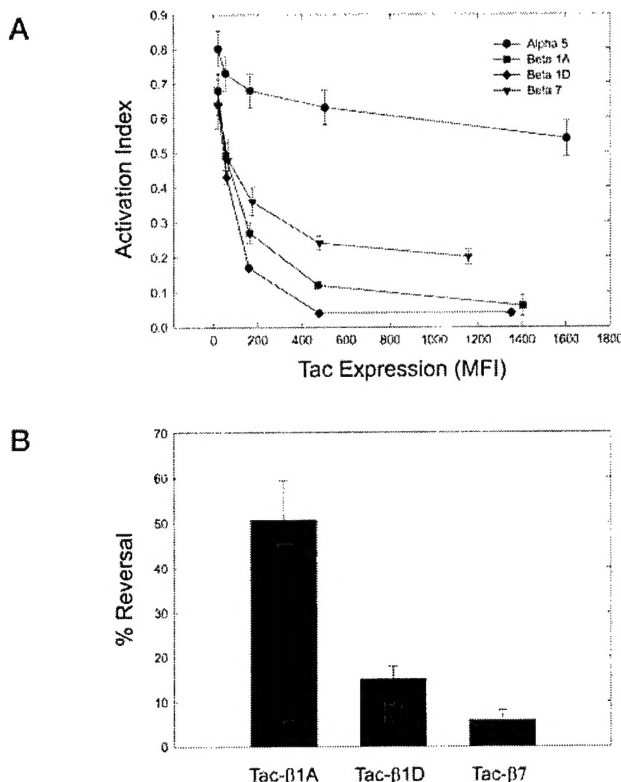 A
Activation Index
0.9
0.8
0.7
0.6
0.5
0.4
0.3
0.2
0.1
0.0
Alpha 5
Beta 1A
Beta 1D
Beta 7
0 200 400 600 800 1000 1200 1400 1600 1800
Tac Expression (MFI)
B
% Reversal
70
60
50
40
30
20
10
0
Tac-β1A Tac-β1D Tac-β7